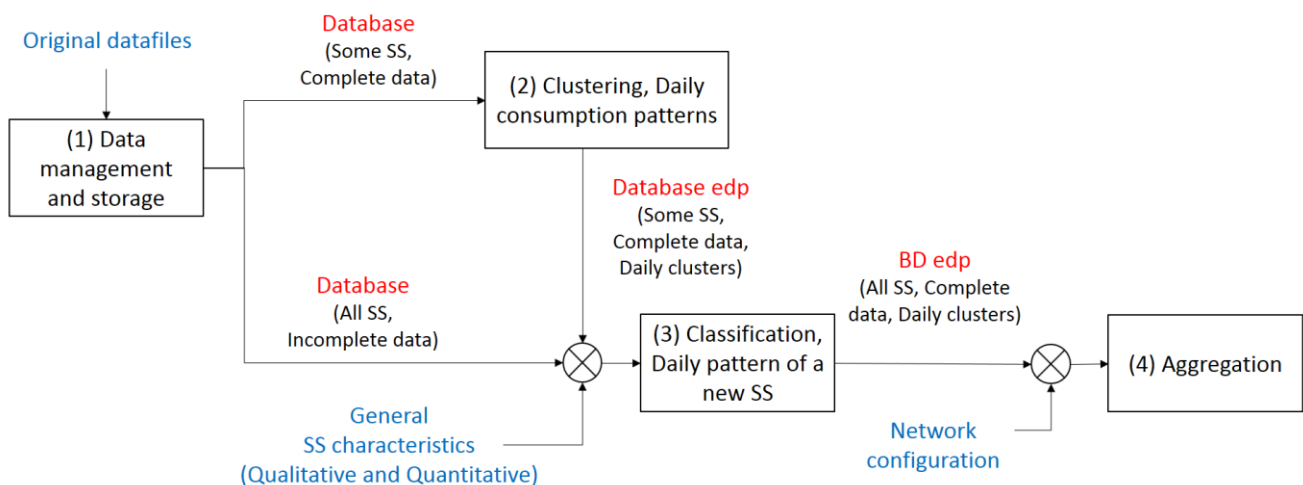 Original datafiles
(1) Data
management
and storage
Database
(Some SS,
Complete data)
(2) Clustering, Daily
consumption patterns
Database edp
(Some SS,
Complete data,
Daily clusters)
Database
(All SS,
Incomplete data)
General
SS characteristics
(Qualitative and Quantitative)
(3) Classification,
Daily pattern of a
new SS
BD edp
(All SS, Complete
data, Daily clusters)
Network
configuration
(4) Aggregation